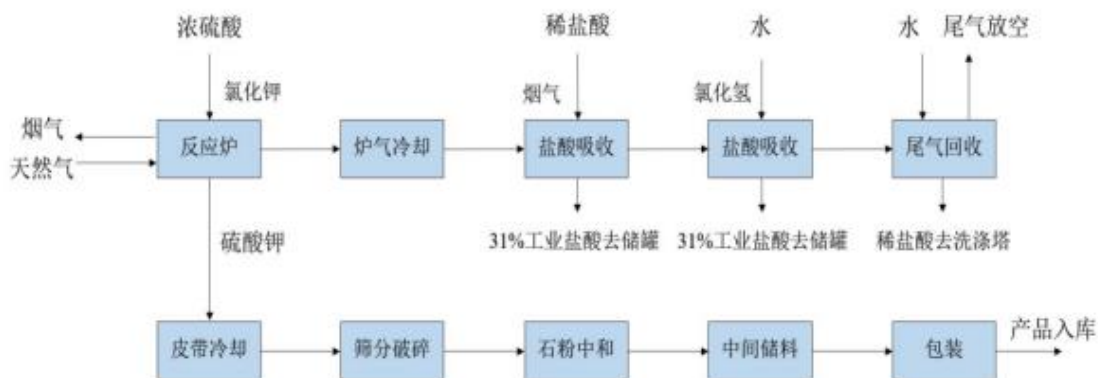 浓硫酸
稀盐酸
水
水
尾气放空
氯化钾
烟气
氯化氢
烟气
天然气
反应炉
炉气冷却
盐酸吸收
盐酸吸收
尾气回收
硫酸钾
31%工业盐酸去储罐
31%工业盐酸去储罐
稀盐酸去洗涤塔
皮带冷却
筛分破碎
石粉中和
中间储料
包装
产品入库